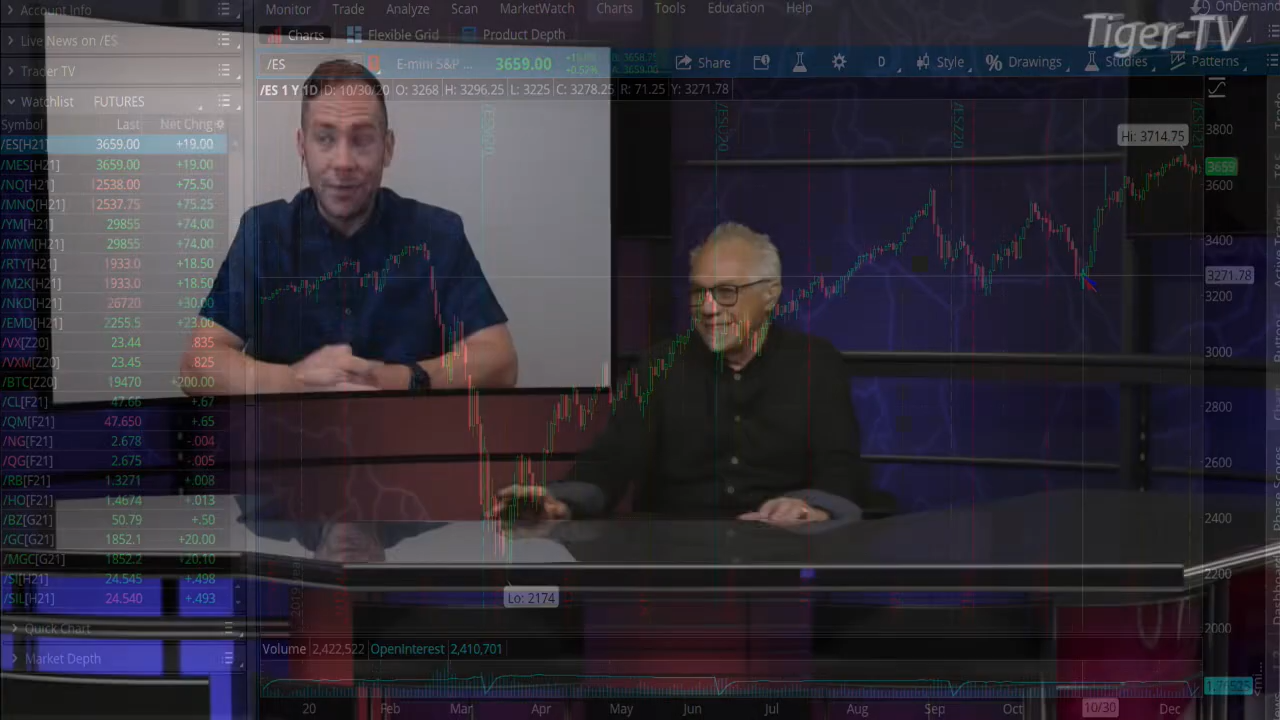 Account Info
Monitor Trade Analyze Scan MarketWatch Charts Tools Education Help
OnDemand
Tiger-TV
Live News on /ES
Charts Flexible Grid Product Depth
Trader TV
/ES E-mini S&P ... 3659.00 Share D Style Drawings Studies Patterns
+0.52%
Watchlist FUTURES
/ES 1 Y 1D D: 10/30/20 O: 3268 H: 3296.25 L: 3225 C: 3278.25 R: 71.25 Y: 3271.78
Symbol Last Net Chng
/ES[H21] 3659.00 +19.00
/MES[H21] 3659.00 +19.00
/NQ[H21] 12538.00 +75.50
/MNQ[H21] 12537.75 +75.25
/YM[H21] 29855 +74.00
/MYM[H21] 29855 +74.00
/RTY[H21] 1933.0 +18.50
/M2K[H21] 1933.0 +18.50
/NKD[H21] 26720 +30.00
/EMD[H21] 2255.5 +23.00
/VX[Z20] 23.44 .835
/VXM[Z20] 23.45 .825
/BTC[Z20] 19470 +200.00
/CL[F21] 47.66 +.67
/QM[F21] 47.650 +.65
/NG[F21] 2.678 -.004
/QG[F21] 2.675 -.005
/RB[F21] 1.3271 +.008
/HO[F21] 1.4674 +.013
/BZ[G21] 50.79 +.50
/GC[G21] 1852.1 +20.00
/MGC[G21] 1852.2 +20.10
/SI[H21] 24.545 +.498
/SIL[H21] 24.540 +.493
Quick Chart
Market Depth
Hi: 3714.75
3800
3659
3600
3400
3271.78
3200
3000
2800
2600
2400
2200
2000
Lo: 2174
Volume 2,422,522 OpenInterest 2,410,701
20 Feb Mar Apr May Jun Jul Aug Sep Oct 10/30 Dec